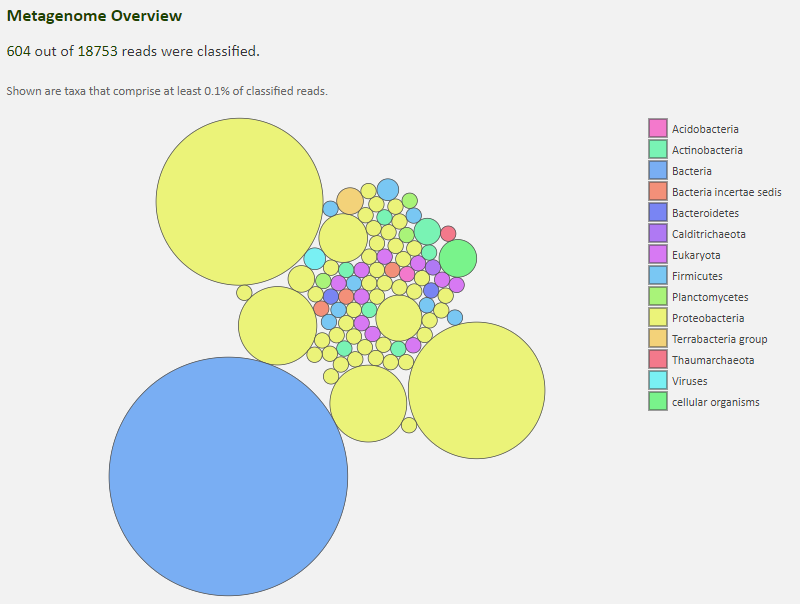 Metagenome Overview
604 out of 18753 reads were classified.
Shown are taxa that comprise at least 0.1% of classified reads.
Acidobacteria
Actinobacteria
Bacteria
Bacteria incertae sedis
Bacteroidetes
Calditrichaeota
Eukaryota
Firmicutes
Planctomycetes
Proteobacteria
Terrabacteria group
Thaumarchaeota
Viruses
cellular organisms